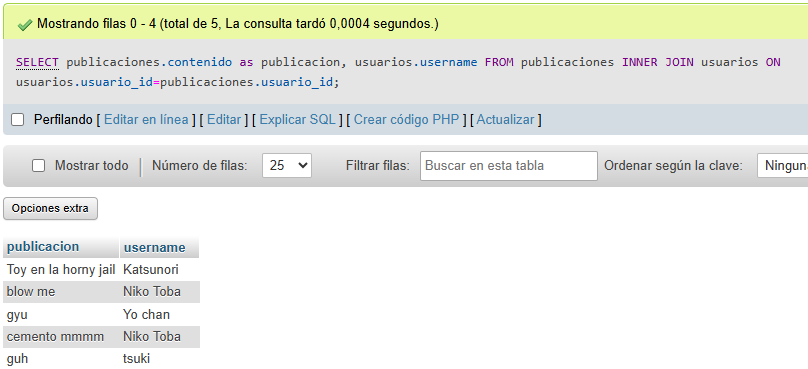 Mostrando filas 0 - 4 (total de 5, La consulta tardó 0,0004 segundos.)
SELECT publicaciones.contenido as publicacion, usuarios.username FROM publicaciones INNER JOIN usuarios ON
usuarios.usuario_id=publicaciones.usuario_id;
Perfilando [ Editar en línea ] [ Editar ] [ Explicar SQL ] [ Crear código PHP ] [ Actualizar ]
Mostrar todo Número de filas: 25 Filtrar filas: Buscar en esta tabla Ordenar según la clave: Ningun
Opciones extra
publicacion username
Toy en la horny jail Katsunori
blow me Niko Toba
gyu Yo chan
cemento mmmm Niko Toba
guh tsuki